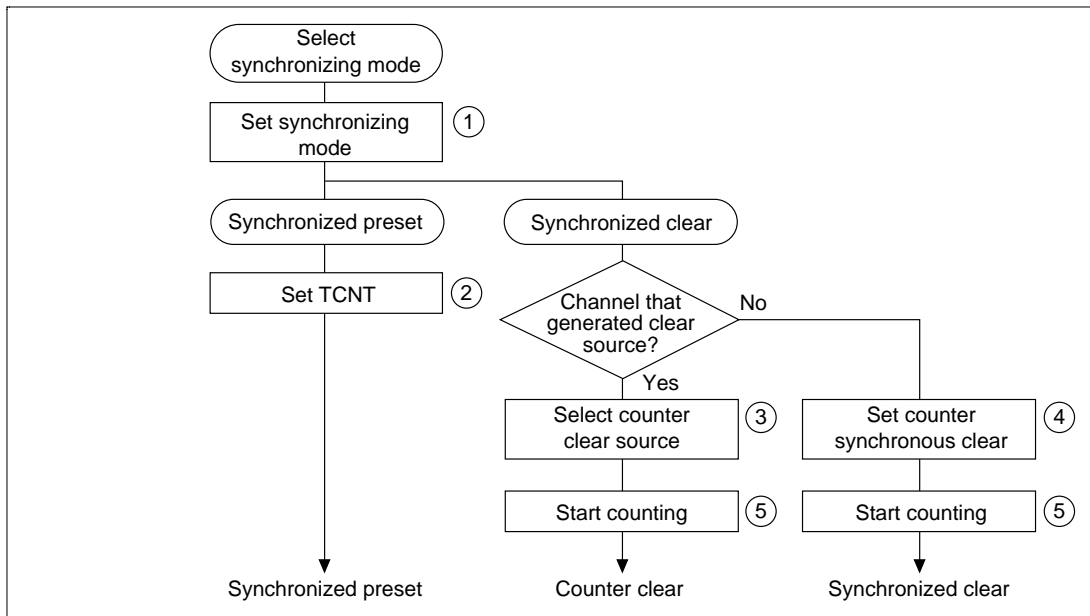 Select
synchronizing mode
Set synchronizing
mode
1
Synchronized preset
Synchronized clear
Set TCNT
2
Channel that
generated clear
source?
No
Yes
Select counter
clear source
3
Set counter
synchronous clear
4
Start counting
5
Start counting
5
Synchronized preset
Counter clear
Synchronized clear